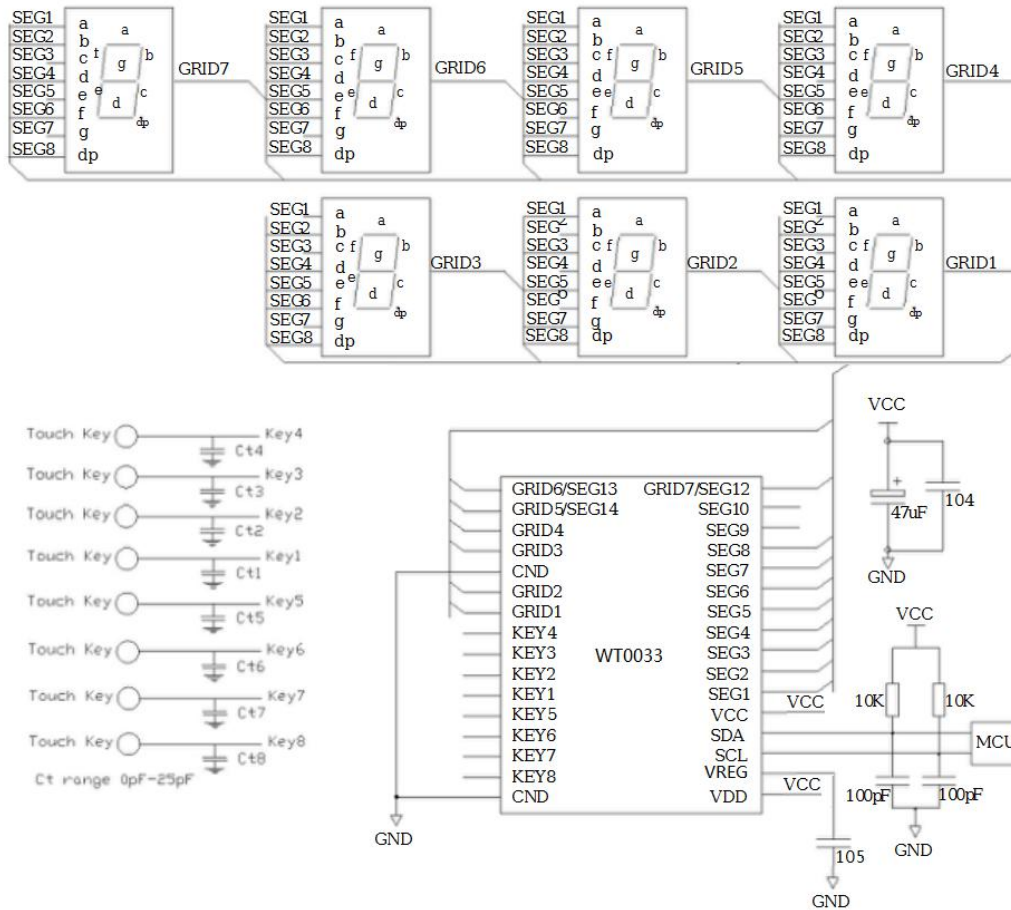 SEG1 a a
SEG2 b
SEG3 c f b
SEG4 d g
SEG5 e e c
SEG6 f d
SEG7 g dp
SEG8 dp
GRID7
SEG1 a a
SEG2 b
SEG3 c f b
SEG4 d g
SEG5 e e c
SEG6 f d
SEG7 g dp
SEG8 dp
GRID6
SEG1 a a
SEG2 b
SEG3 c f b
SEG4 d g
SEG5 e e c
SEG6 f d
SEG7 g dp
SEG8 dp
GRID5
SEG1 a a
SEG2 b
SEG3 c f b
SEG4 d g
SEG5 e e c
SEG6 f d
SEG7 g dp
SEG8 dp
GRID4
SEG1 a a
SEG2 b
SEG3 c f b
SEG4 d g
SEG5 e e c
SEG6 f d
SEG7 g dp
SEG8 dp
GRID3
SEG1 a a
SEG2 b
SEG3 c f b
SEG4 d g
SEG5 e e c
SEG6 f d
SEG7 g dp
SEG8 dp
GRID2
SEG1 a a
SEG2 b
SEG3 c f b
SEG4 d g
SEG5 e e c
SEG6 f d
SEG7 g dp
SEG8 dp
GRID1
Touch Key Key4
Ct4
Touch Key Key3
Ct3
Touch Key Key2
Ct2
Touch Key Key1
Ct1
Touch Key Key5
Ct5
Touch Key Key6
Ct6
Touch Key Key7
Ct7
Touch Key Key8
Ct8
Ct range 0pF-25pF
GRID6/SEG13 GRID7/SEG12
GRID5/SEG14 SEG10
GRID4 SEG9
GRID3 SEG8
CND SEG7
GRID2 SEG6
GRID1 SEG5
KEY4 SEG4
KEY3 SEG3
WT0033
KEY2 SEG2
KEY1 SEG1
KEY5 VCC VCC
KEY6 SDA
KEY7 SCL
KEY8 VREG
CND VDD VCC
GND
105
GND
VCC
+
47uF 104
GND
VCC
10K 10K
MCU
100pF 100pF
GND